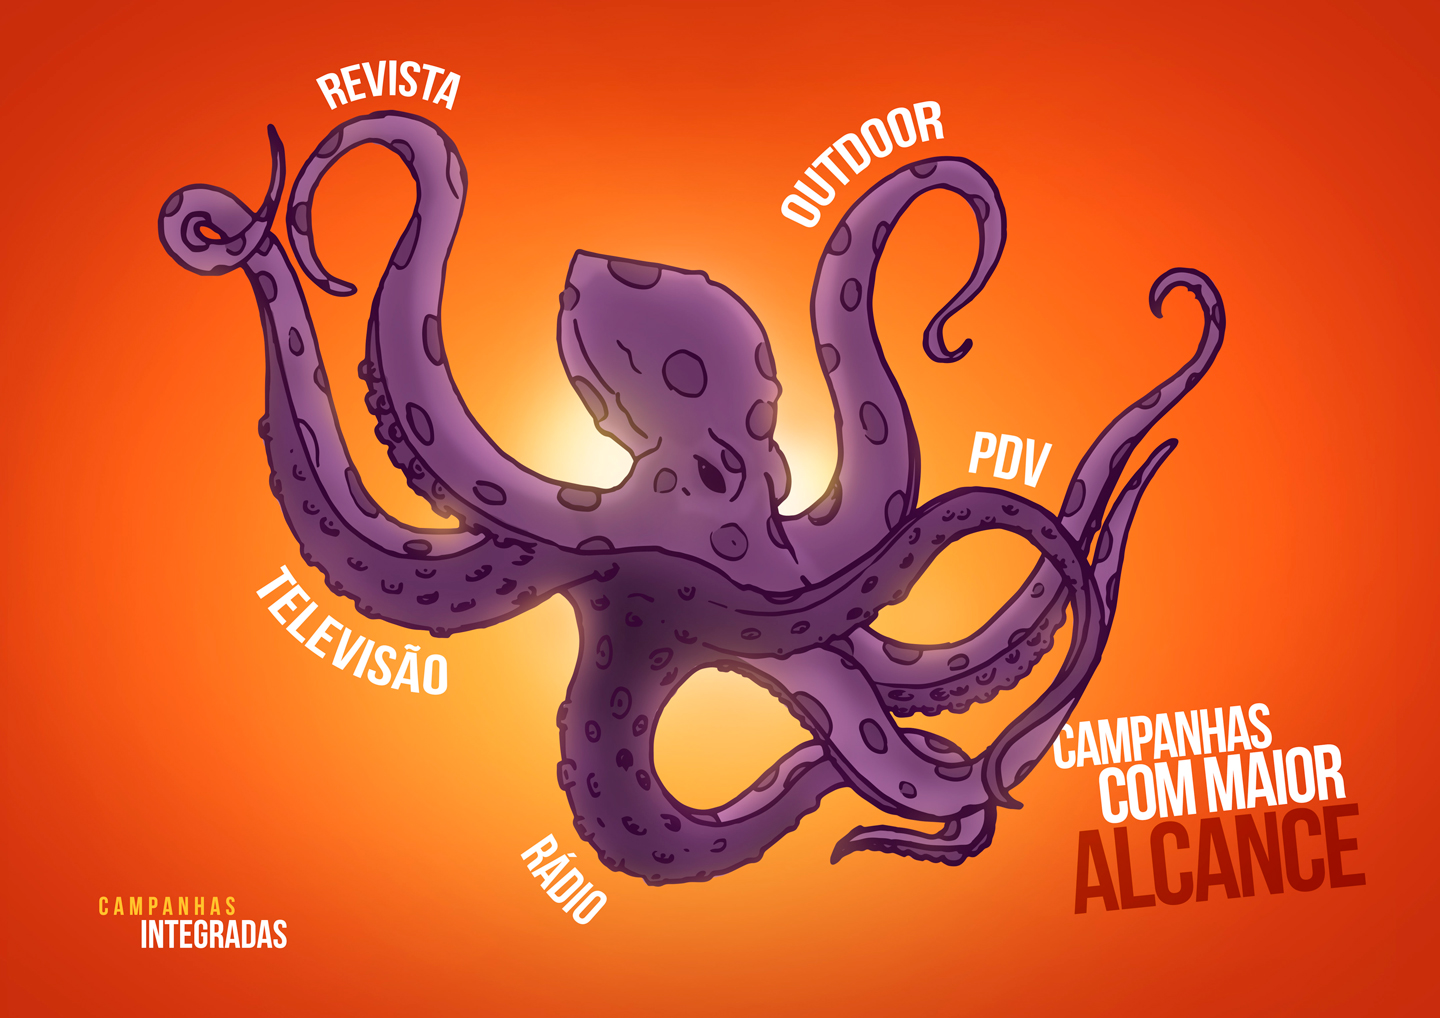 REVISTA
OUTDOOR
PDV
TELEVISÃO
RÁDIO
CAMPANHAS
COM MAIOR
ALCANCE
CAMPANHAS
INTEGRADAS